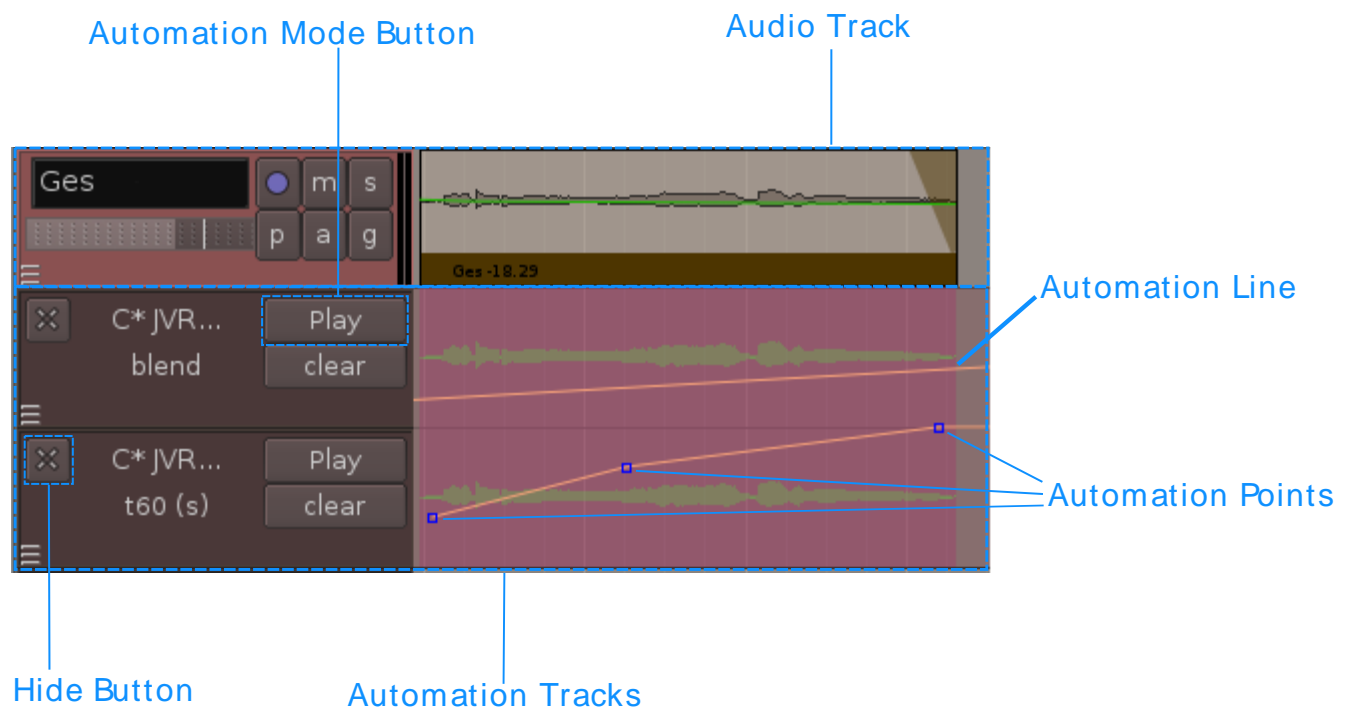 Automation Mode Button
Audio Track
Ges
m s
p a g
Ges -18.29
Automation Line
C* JVR... Play
blend clear
C* JVR... Play
t60 (s) clear
Automation Points
Hide Button
Automation Tracks